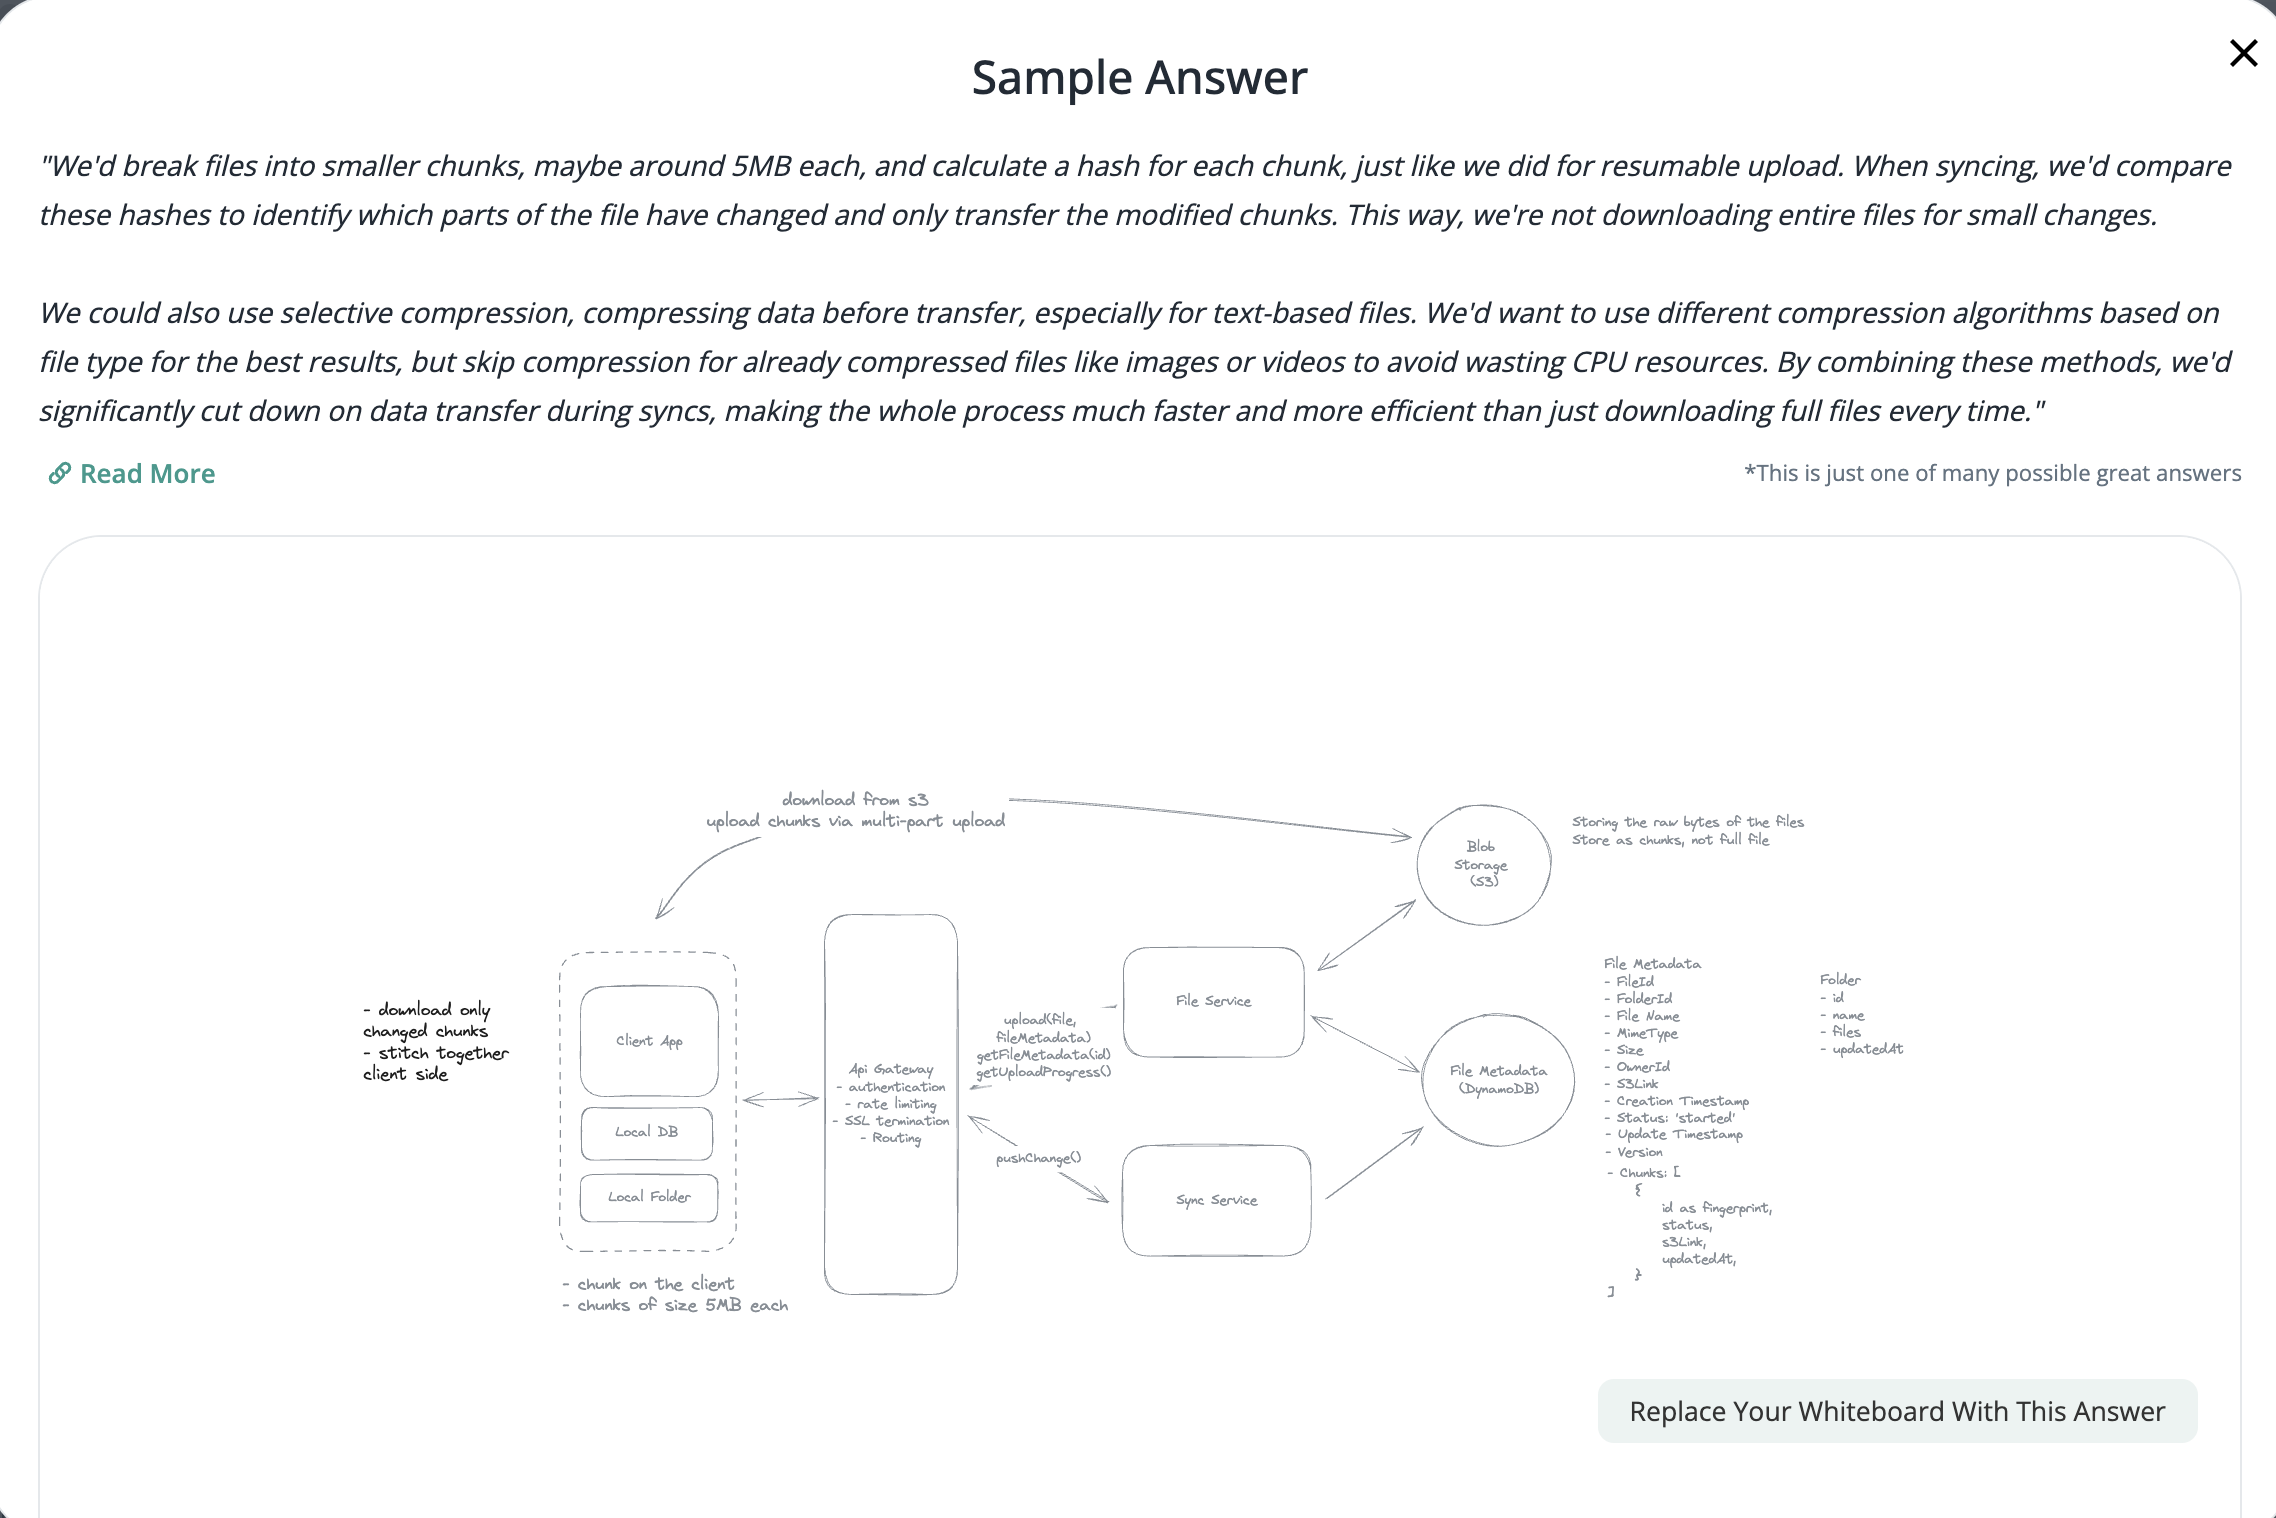 Sample Answer
"We'd break files into smaller chunks, maybe around 5MB each, and calculate a hash for each chunk, just like we did for resumable upload. When syncing, we'd compare
these hashes to identify which parts of the file have changed and only transfer the modified chunks. This way, we're not downloading entire files for small changes.
We could also use selective compression, compressing data before transfer, especially for text-based files. We'd want to use different compression algorithms based on
file type for the best results, but skip compression for already compressed files like images or videos to avoid wasting CPU resources. By combining these methods, we'd
significantly cut down on data transfer during syncs, making the whole process much faster and more efficient than just downloading full files every time."
Read More
*This is just one of many possible great answers
download from s3
upload chunks via multi-part upload
Blob
Storage
(S3)
Storing the raw bytes of the files
Store as chunks, not full file
- download only
changed chunks
- stitch together
client side
Client App
Local DB
Local Folder
- chunk on the client
- chunks of size 5MB each
Api Gateway
- authentication
- rate limiting
- SSL termination
- Routing
upload(file,
fileMetadata)
getFileMetadata(id)
getUploadProgress()
pushChange()
File Service
Sync Service
File Metadata
(DynamoDB)
File Metadata
- FileId
- FolderId
- File Name
- MimeType
- Size
- OwnerId
- S3Link
- Creation Timestamp
- Status: 'started'
- Update Timestamp
- Version
- Chunks: [
{
id as fingerprint,
status,
s3Link,
updatedAt,
}
]
Folder
- id
- name
- files
- updatedAt
Replace Your Whiteboard With This Answer